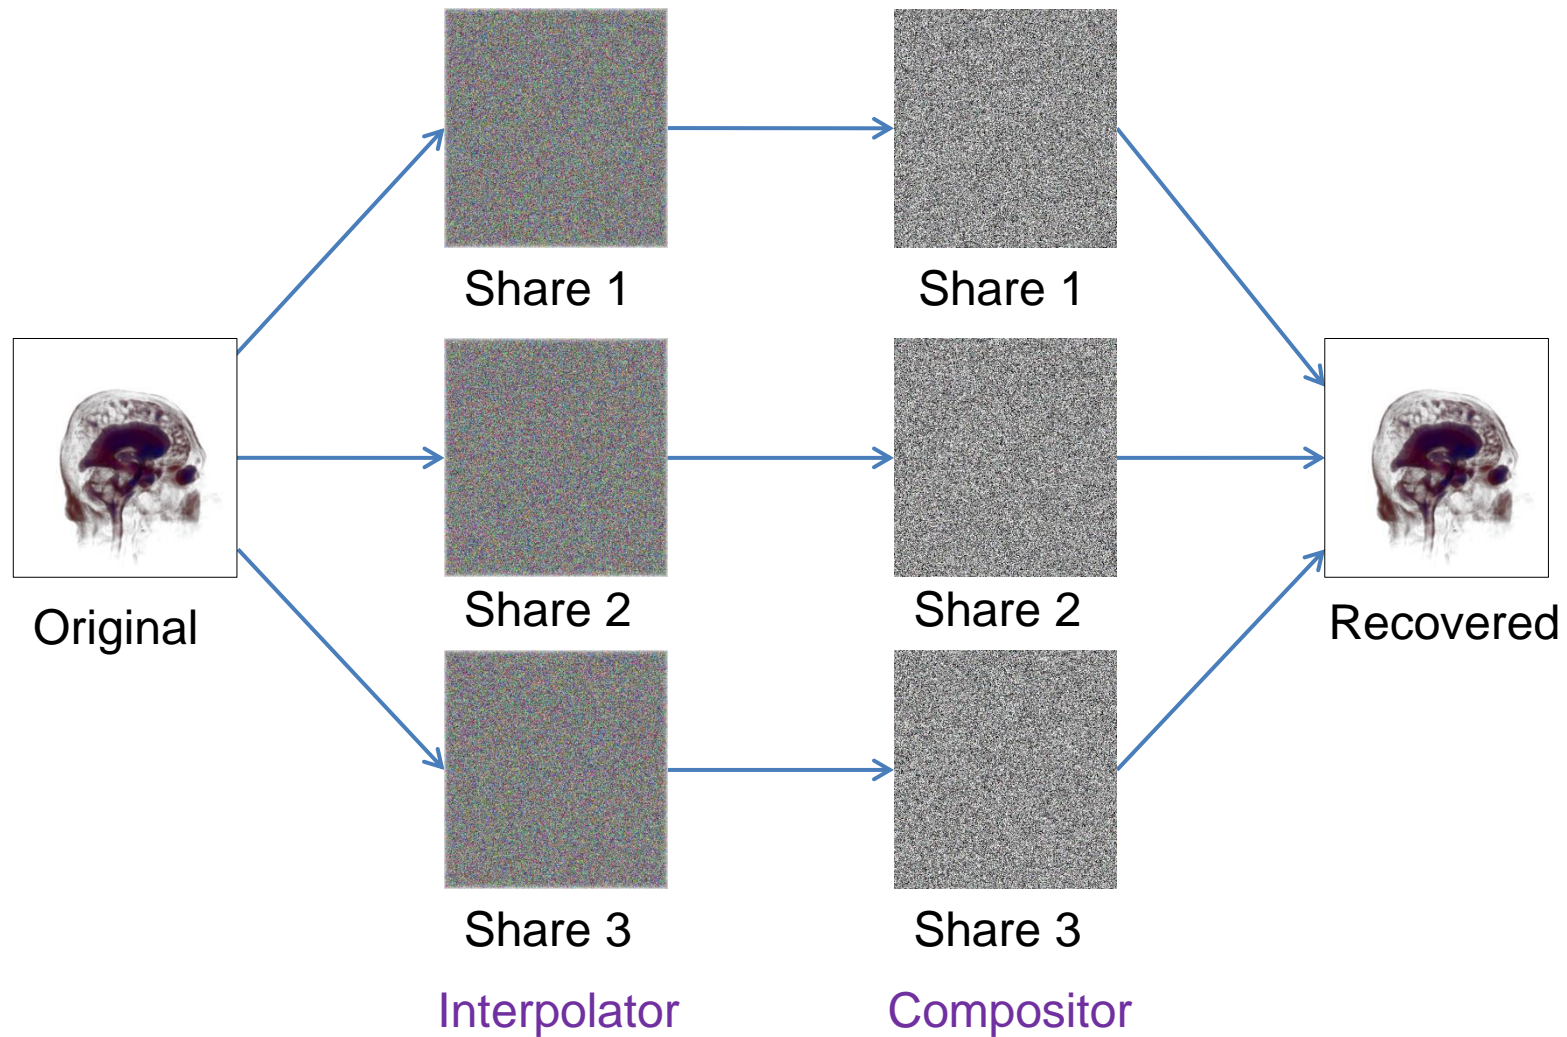 Share 1
Share 1
Original
Share 2
Share 2
Recovered
Share 3
Share 3
Interpolator
Compositor